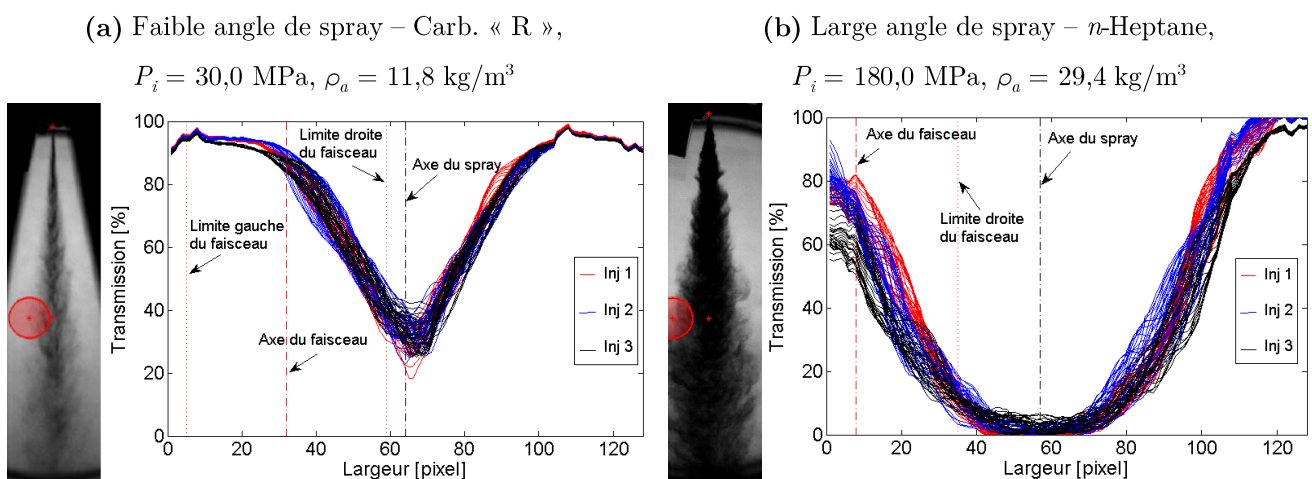 (a) Faible angle de spray – Carb. « R »,
P_i = 30,0 MPa, ρ_a = 11,8 kg/m³
Transmission [%]
100
80
60
40
20
0
Limite gauche
du faisceau
Limite droite
du faisceau
Axe du spray
Axe du faisceau
Inj 1
Inj 2
Inj 3
0 20 40 60 80 100 120
Largeur [pixel]
(b) Large angle de spray – n-Heptane,
P_i = 180,0 MPa, ρ_a = 29,4 kg/m³
Transmission [%]
100
80
60
40
20
0
Axe du faisceau
Axe du spray
Limite droite
du faisceau
Inj 1
Inj 2
Inj 3
0 20 40 60 80 100 120
Largeur [pixel]